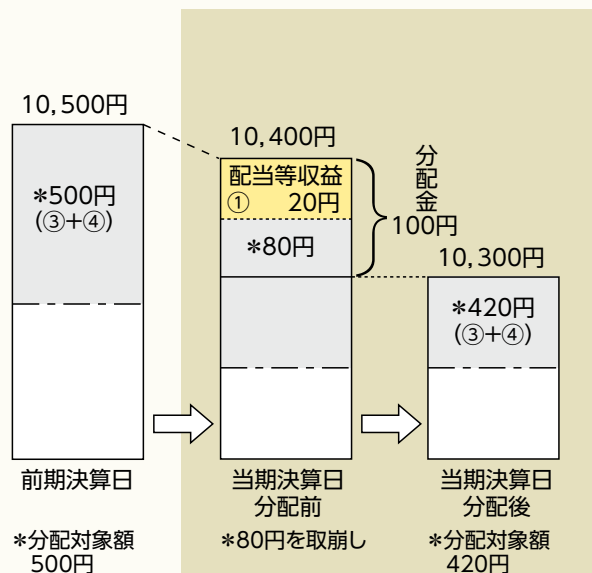 10,500円
*500円
(③+④)
前期決算日
*分配対象額
500円
10,400円
配当等収益
① 20円
*80円
分配金
100円
当期決算日
分配前
*80円を取崩し
10,300円
*420円
(③+④)
当期決算日
分配後
*分配対象額
420円